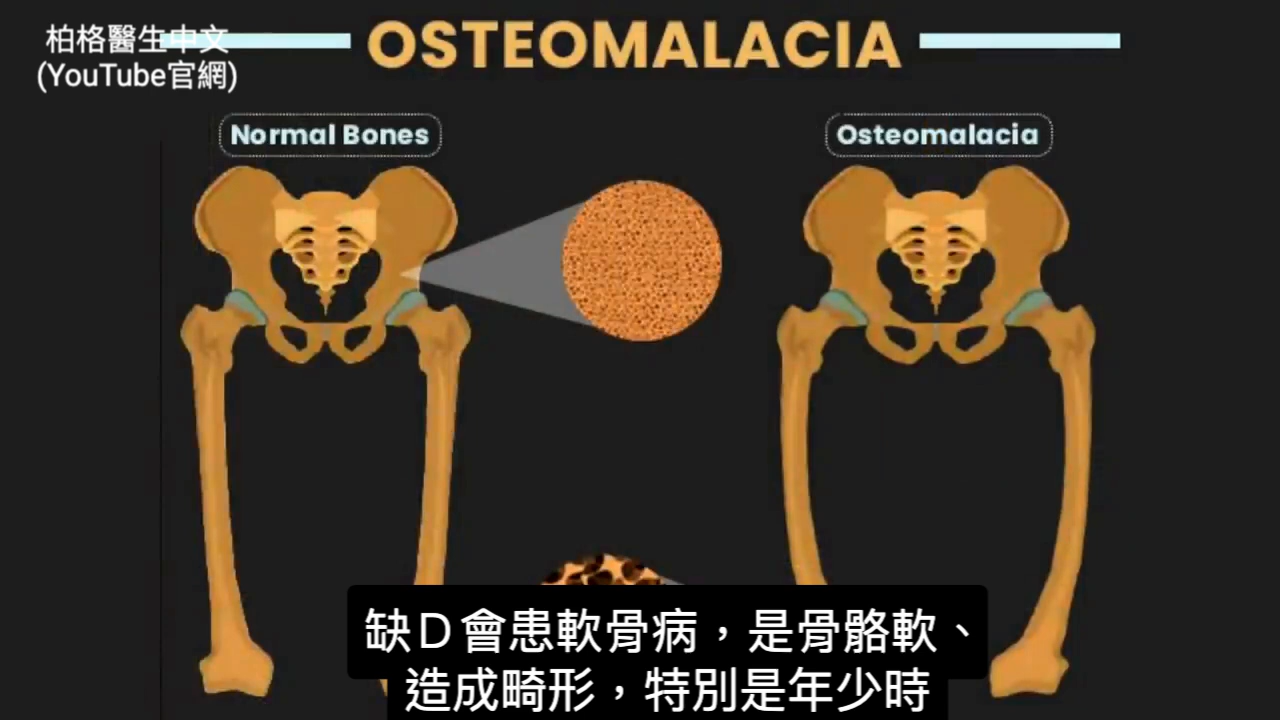 柏格醫生中文
(YouTube官網)
OSTEOMALACIA
Normal Bones
Osteomalacia
缺D會患軟骨病，是骨骼軟、
造成畸形，特別是年少時